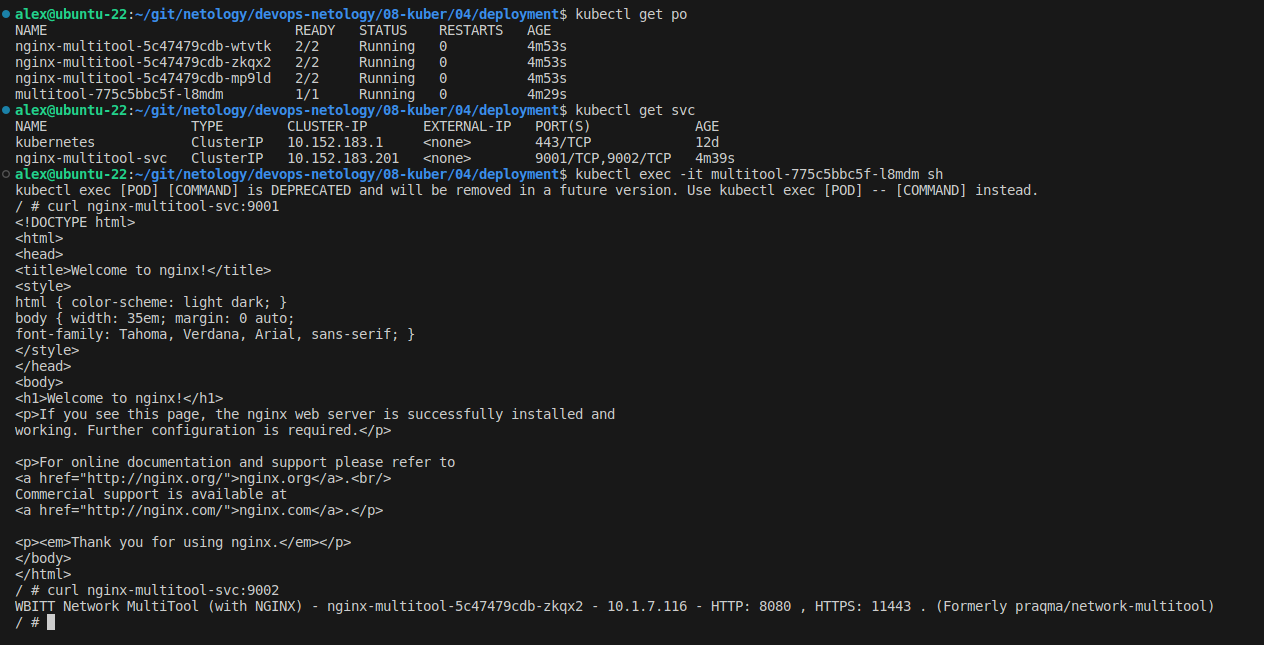 alex@ubuntu-22:~/git/netology/devops-netology/08-kuber/04/deployment$ kubectl get po
NAME                               READY   STATUS    RESTARTS   AGE
nginx-multitool-5c47479cdb-wtvtk   2/2     Running   0          4m53s
nginx-multitool-5c47479cdb-zkqx2   2/2     Running   0          4m53s
nginx-multitool-5c47479cdb-mp9ld   2/2     Running   0          4m53s
multitool-775c5bbc5f-l8mdm         1/1     Running   0          4m29s
alex@ubuntu-22:~/git/netology/devops-netology/08-kuber/04/deployment$ kubectl get svc
NAME                  TYPE        CLUSTER-IP       EXTERNAL-IP   PORT(S)             AGE
kubernetes            ClusterIP   10.152.183.1     <none>        443/TCP             12d
nginx-multitool-svc   ClusterIP   10.152.183.201   <none>        9001/TCP,9002/TCP   4m39s
alex@ubuntu-22:~/git/netology/devops-netology/08-kuber/04/deployment$ kubectl exec -it multitool-775c5bbc5f-l8mdm sh
kubectl exec [POD] [COMMAND] is DEPRECATED and will be removed in a future version. Use kubectl exec [POD] -- [COMMAND] instead.
/ # curl nginx-multitool-svc:9001
<!DOCTYPE html>
<html>
<head>
<title>Welcome to nginx!</title>
<style>
html { color-scheme: light dark; }
body { width: 35em; margin: 0 auto;
font-family: Tahoma, Verdana, Arial, sans-serif; }
</style>
</head>
<body>
<h1>Welcome to nginx!</h1>
<p>If you see this page, the nginx web server is successfully installed and
working. Further configuration is required.</p>

<p>For online documentation and support please refer to
<a href="http://nginx.org/">nginx.org</a>.<br/>
Commercial support is available at
<a href="http://nginx.com/">nginx.com</a>.</p>

<p><em>Thank you for using nginx.</em></p>
</body>
</html>
/ # curl nginx-multitool-svc:9002
WBITT Network MultiTool (with NGINX) - nginx-multitool-5c47479cdb-zkqx2 - 10.1.7.116 - HTTP: 8080 , HTTPS: 11443 . (Formerly praqma/network-multitool)
/ #